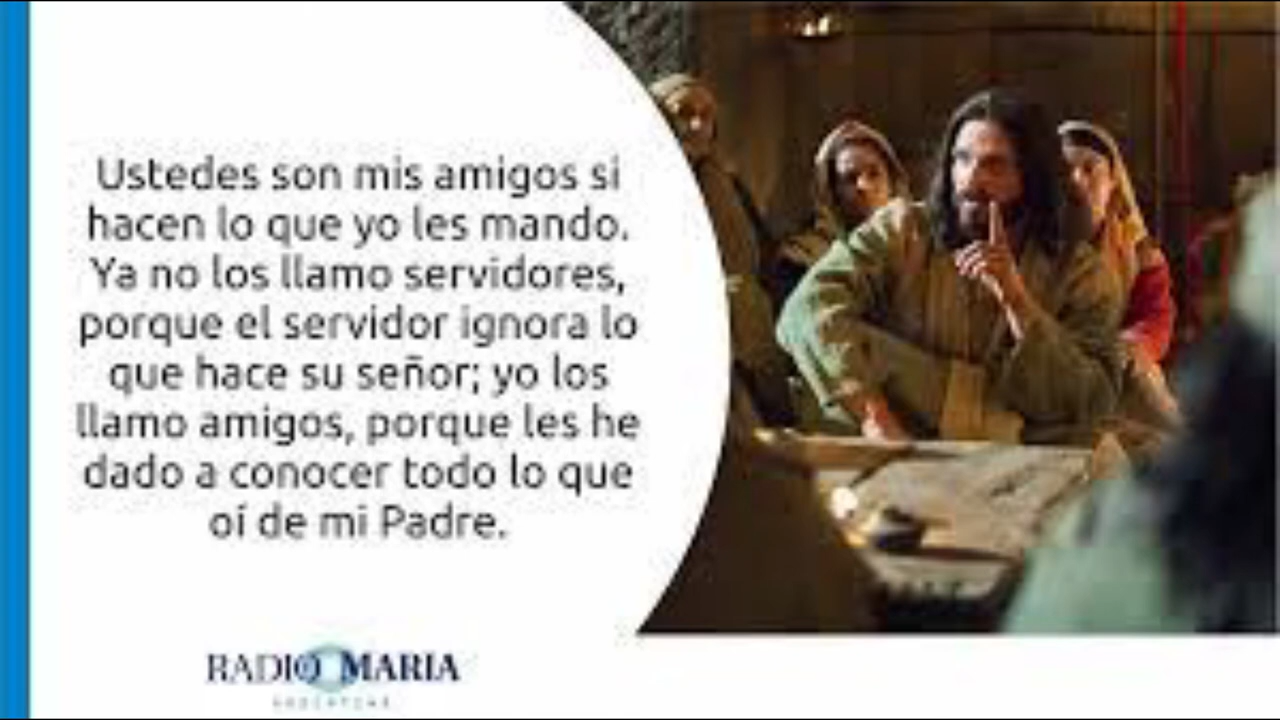 Ustedes son mis amigos si
hacen lo que yo les mando.
Ya no los llamo servidores,
porque el servidor ignora lo
que hace su señor; yo los
llamo amigos, porque les he
dado a conocer todo lo que
oí de mi Padre.
RADIO MARIA